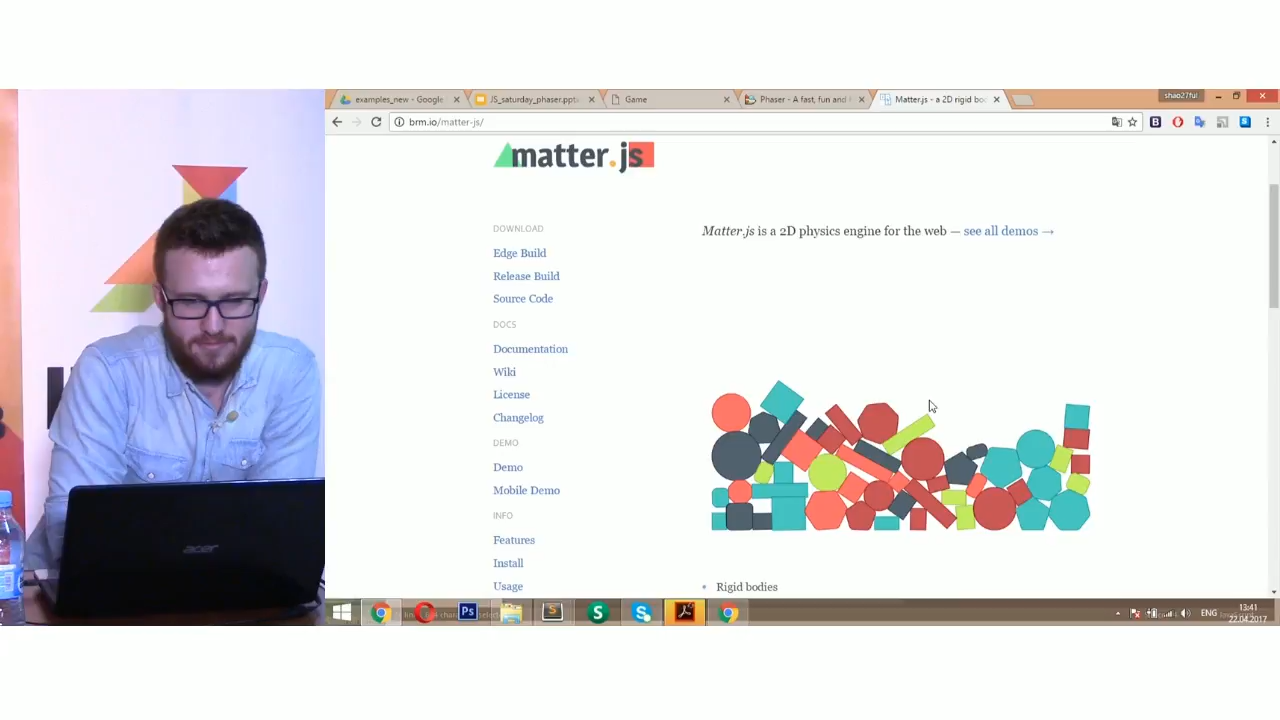 examples_new - Google
JS_saturday_phaser.ppt
Game
Phaser - A fast, fun and
Matter.js - a 2D rigid bo
shao27ful
brm.io/matter-js/
matter.js
DOWNLOAD
Edge Build
Release Build
Source Code
DOCS
Documentation
Wiki
License
Changelog
DEMO
Demo
Mobile Demo
INFO
Features
Install
Usage
Matter.js is a 2D physics engine for the web — see all demos →
• Rigid bodies
acer
Ps
S
S
S
ENG
13:41
22.04.2017